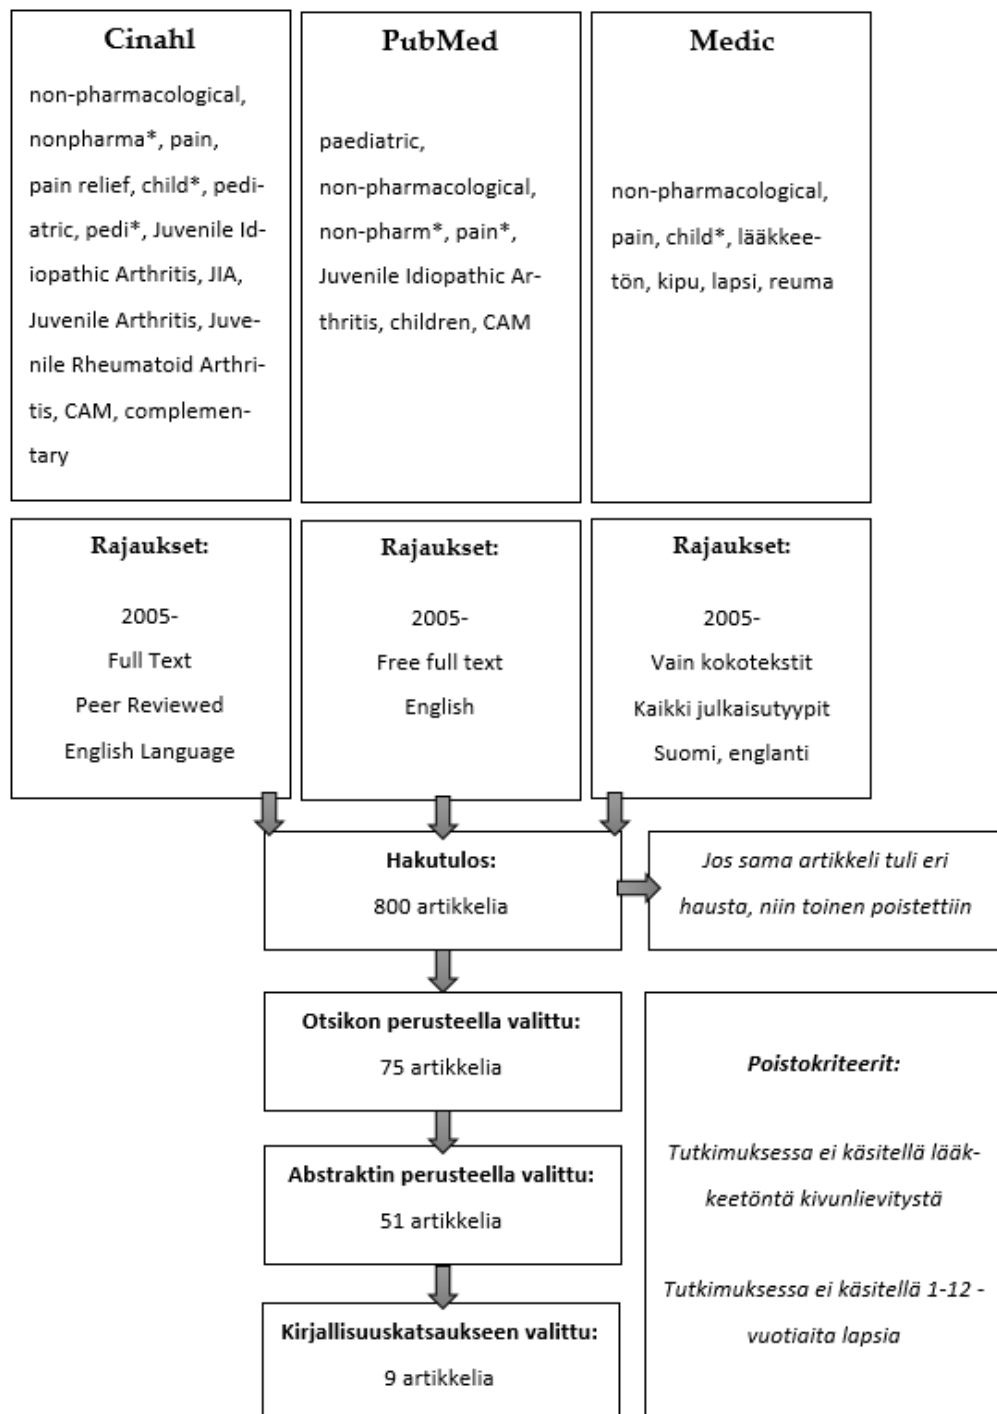 Cinahl
non-pharmacological,
nonpharma*, pain,
pain relief, child*, pedi-
atric, pedi*, Juvenile Id-
iopathic Arthritis, JIA,
Juvenile Arthritis, Juve-
nile Rheumatoid Arthri-
tis, CAM, complemen-
tary
PubMed
paediatric,
non-pharmacological,
non-pharm*, pain*,
Juvenile Idiopathic Ar-
thritis, children, CAM
Medic
non-pharmacological,
pain, child*, lääkkee-
tön, kipu, lapsi, reuma
Rajaukset:
2005-
Full Text
Peer Reviewed
English Language
Rajaukset:
2005-
Free full text
English
Rajaukset:
2005-
Vain kokotekstit
Kaikki julkaisutyypit
Suomi, englanti
Hakutulos:
800 artikkelia
Jos sama artikkeli tuli eri
hausta, niin toinen poistettiin
Otsikon perusteella valittu:
75 artikkelia
Abstraktin perusteella valittu:
51 artikkelia
Kirjallisuuskatsaukseen valittu:
9 artikkelia
Poistokriteerit:
Tutkimuksessa ei käsitellä lääk-
keetöntä kivunlievitystä
Tutkimuksessa ei käsitellä 1-12 -
vuotiaita lapsia